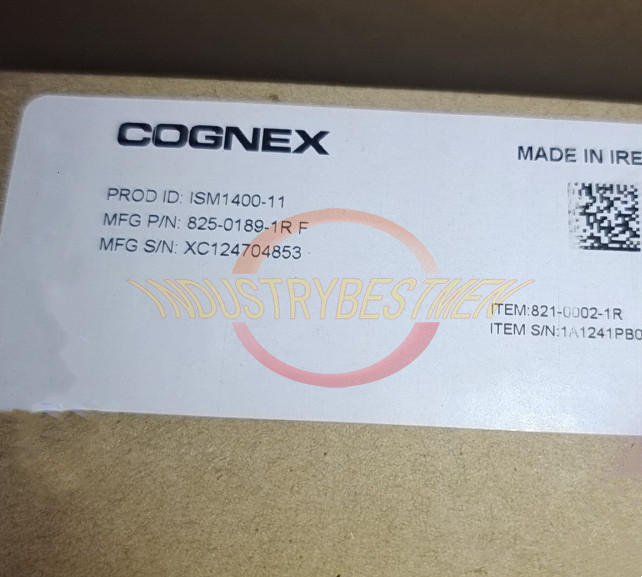 COGNEX
MADE IN IRE
PROD ID: ISM1400-11
MFG P/N: 825-0189-1R F
MFG S/N: XC124704853
INDUSTRYBESTMEN
ITEM:821-0002-1R
ITEM S/N:1A1241PB0